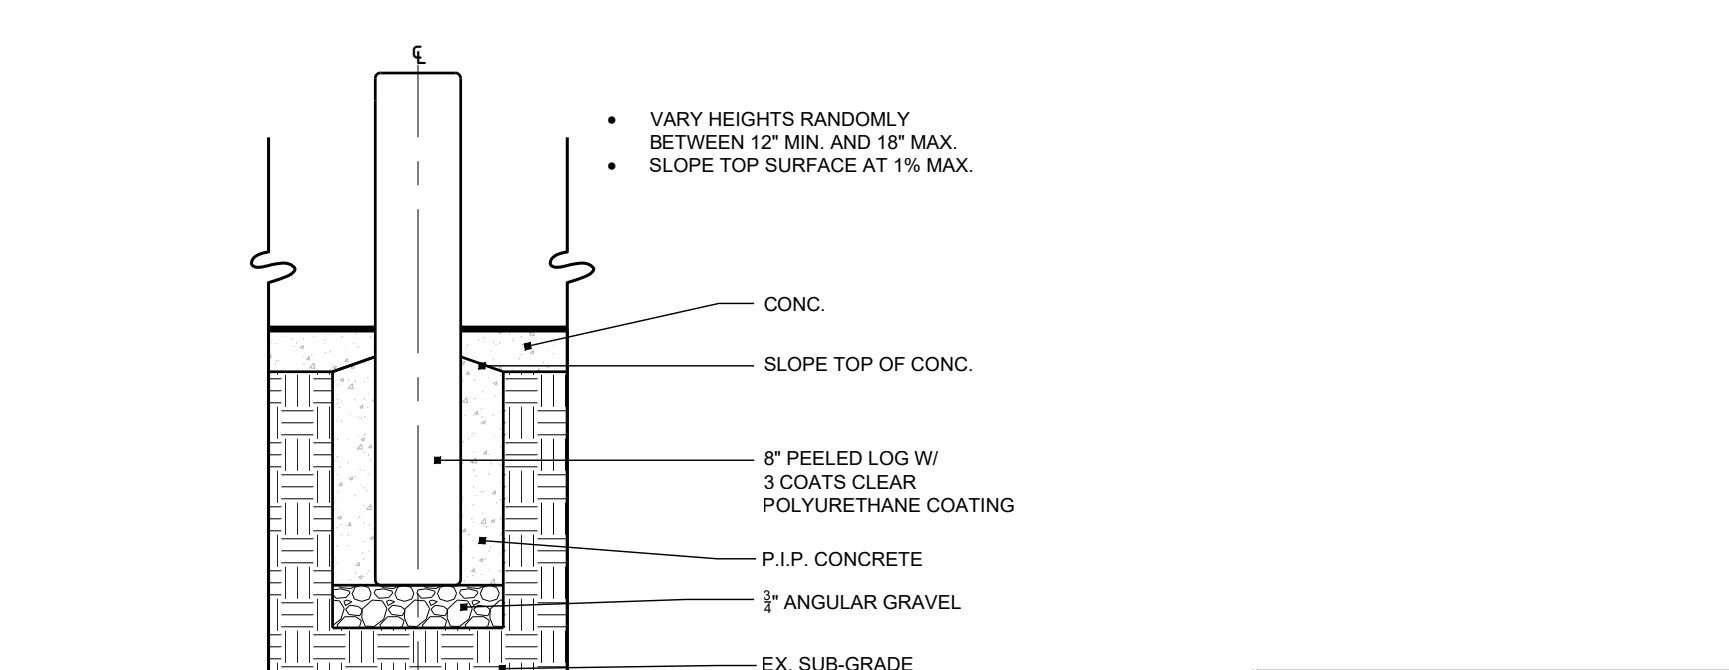 ℄
• VARY HEIGHTS RANDOMLY
BETWEEN 12" MIN. AND 18" MAX.
• SLOPE TOP SURFACE AT 1% MAX.
CONC.
SLOPE TOP OF CONC.
8" PEELED LOG W/
3 COATS CLEAR
POLYURETHANE COATING
P.I.P. CONCRETE
3/4" ANGULAR GRAVEL
EX. SUB-GRADE